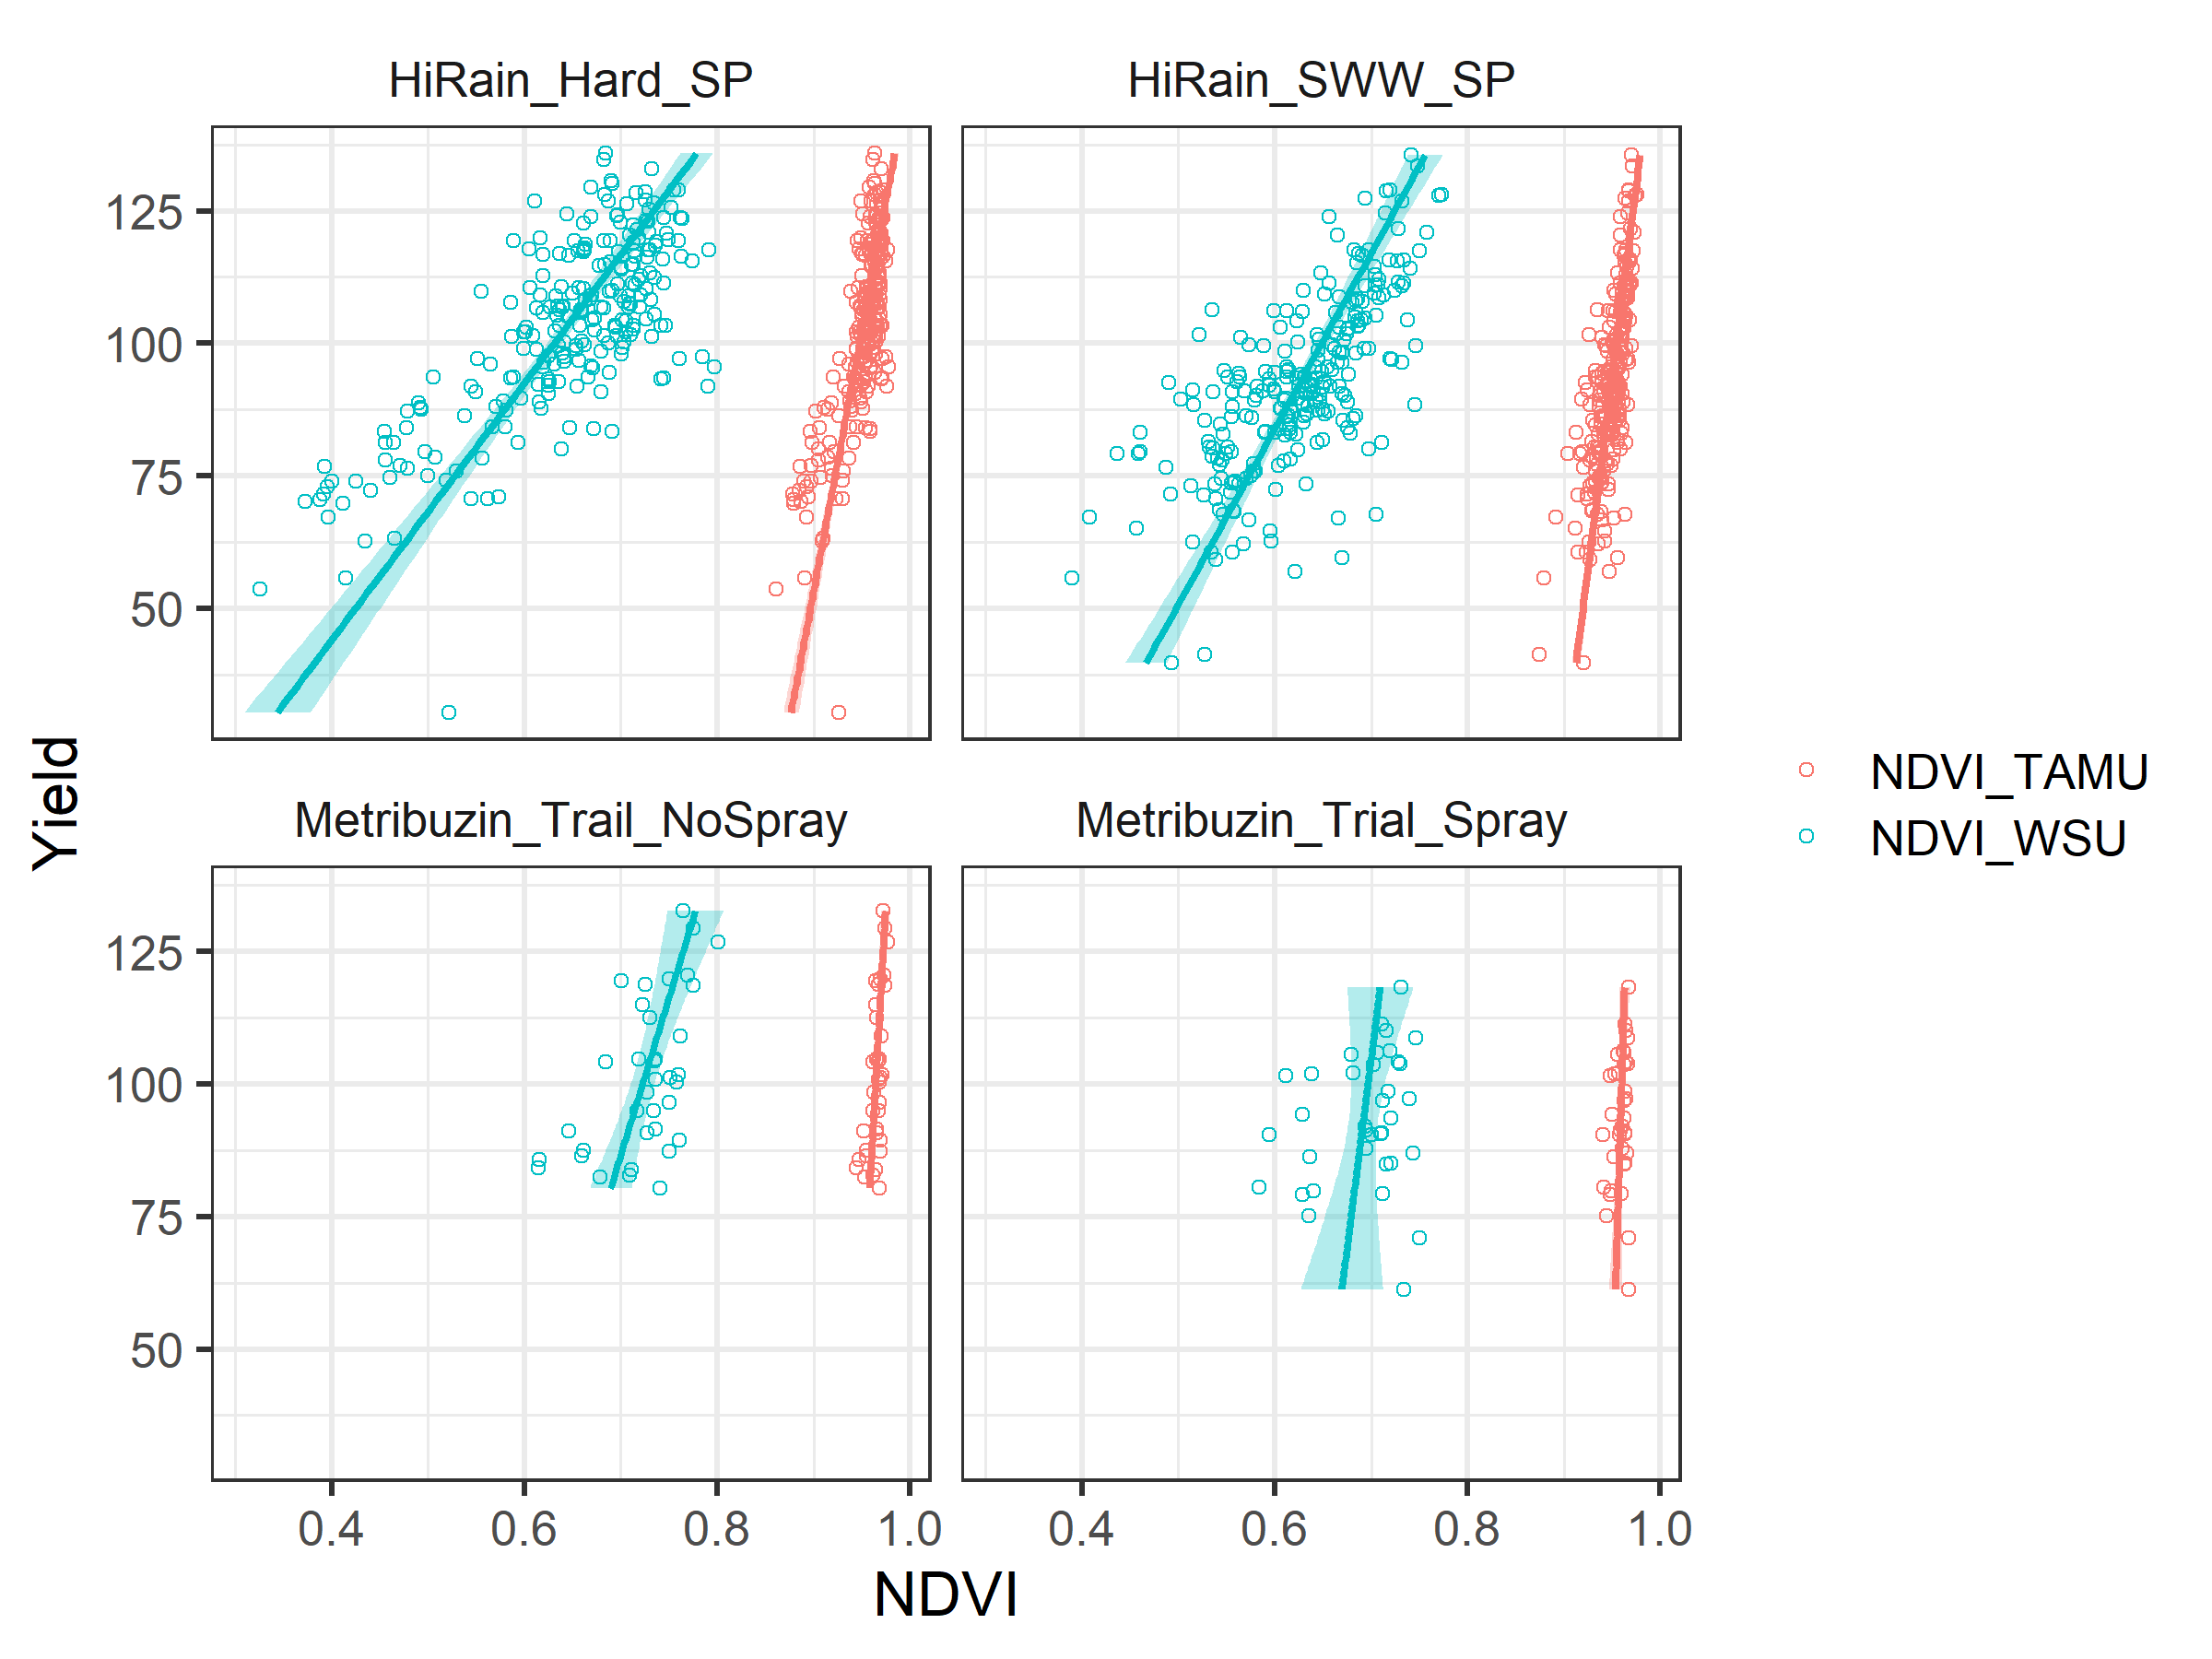 HiRain_Hard_SP
HiRain_SWW_SP
125
100
75
50
Yield
NDVI_TAMU
NDVI_WSU
Metribuzin_Trail_NoSpray
Metribuzin_Trial_Spray
125
100
75
50
0.4
0.6
0.8
1.0
0.4
0.6
0.8
1.0
NDVI